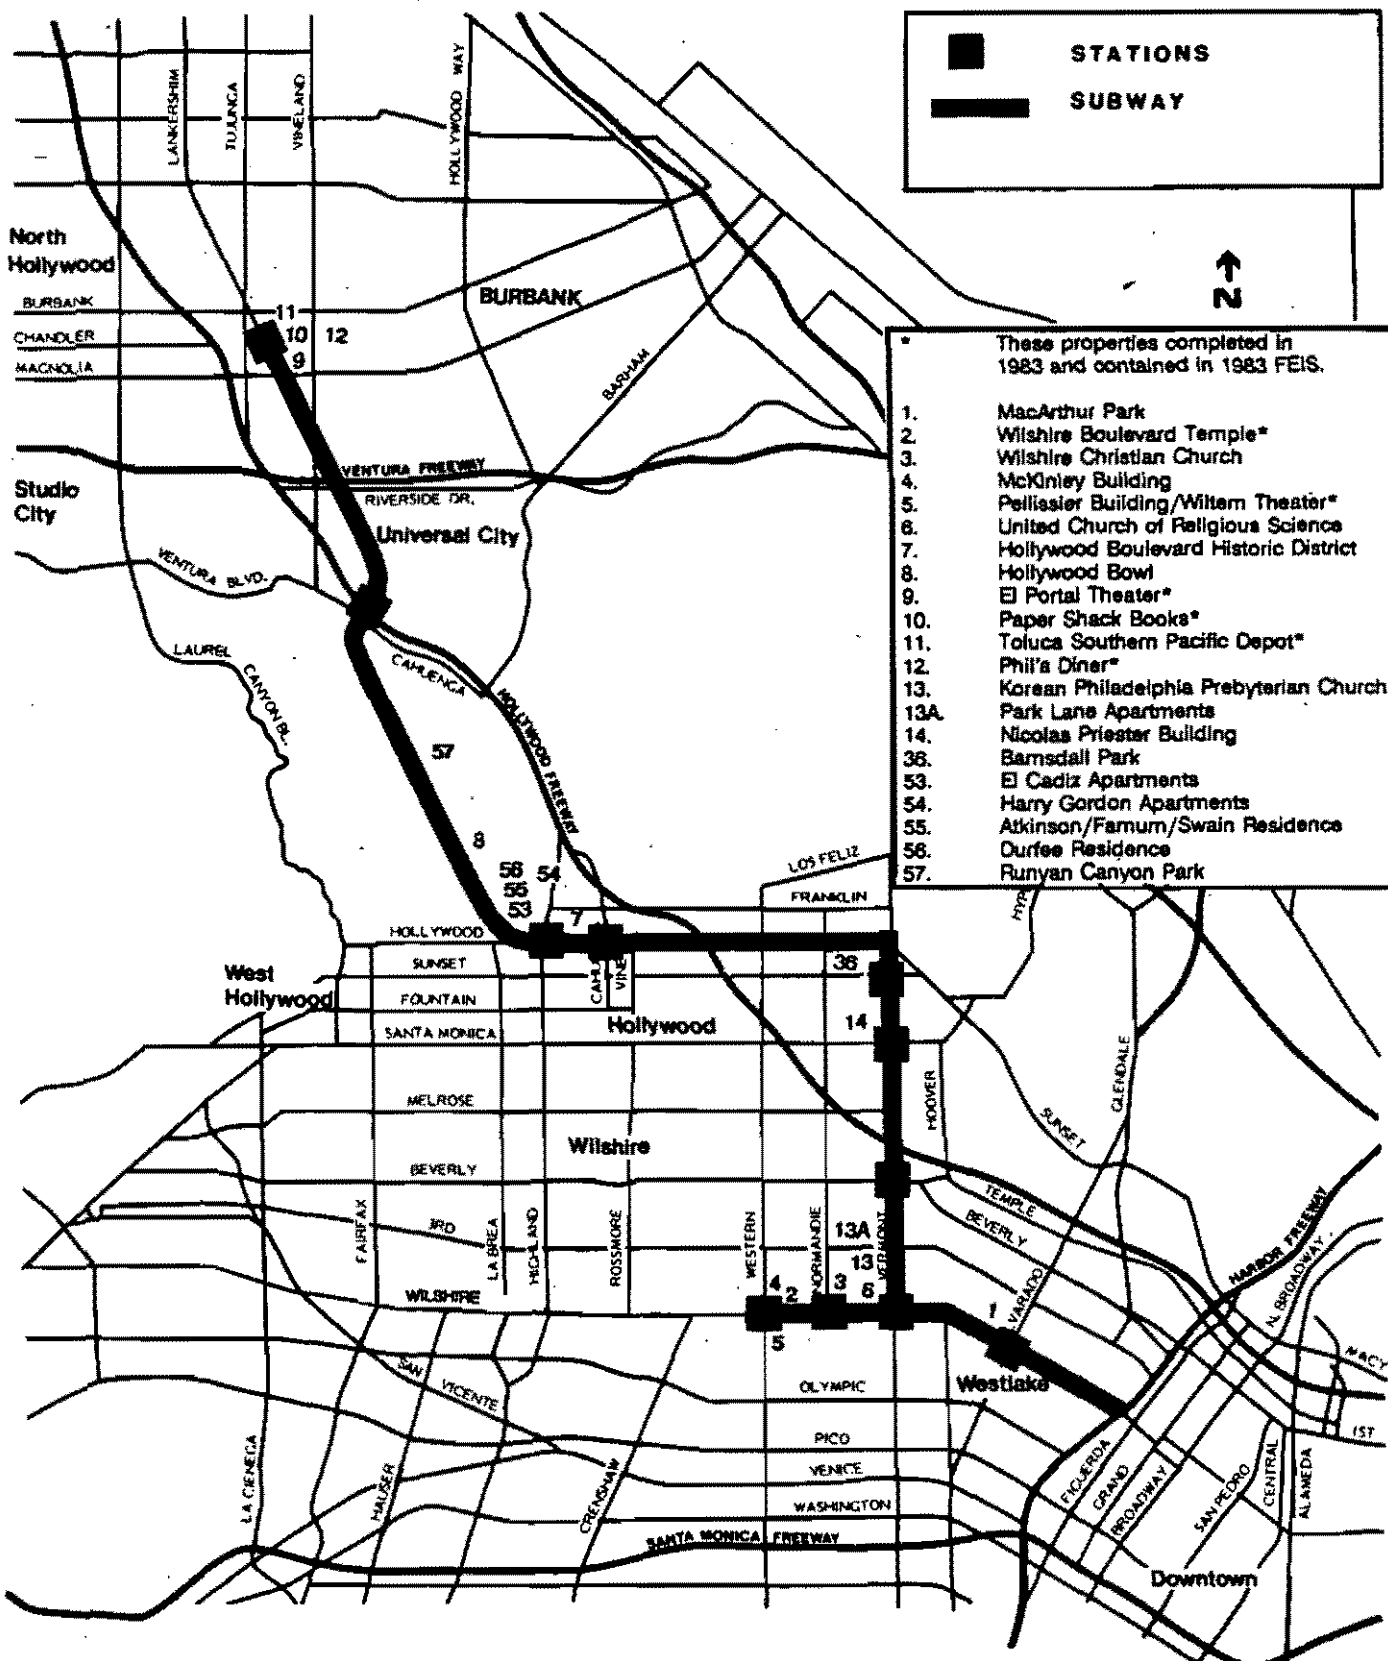 STATIONS
SUBWAY
N
* These properties completed in
1983 and contained in 1983 FEIS.
1. MacArthur Park
2. Wilshire Boulevard Temple*
3. Wilshire Christian Church
4. McKinley Building
5. Pellissier Building/Wiltern Theater*
6. United Church of Religious Science
7. Hollywood Boulevard Historic District
8. Hollywood Bowl
9. El Portal Theater*
10. Paper Shack Books*
11. Toluca Southern Pacific Depot*
12. Phil's Diner*
13. Korean Philadelphia Prebyterian Church
13A. Park Lane Apartments
14. Nicolas Priester Building
36. Barnsdall Park
53. El Cadiz Apartments
54. Harry Gordon Apartments
55. Atkinson/Farnum/Swain Residence
56. Durfee Residence
57. Runyan Canyon Park
LANKERSHIM
TUJUNGA
VINELAND
HOLLYWOOD WAY
North
Hollywood
BURBANK
CHANDLER
MAGNOLIA
11
10
12
9
BURBANK
BARHAM
VENTURA FREEWAY
RIVERSIDE DR.
Studio
City
Universal City
VENTURA BLVD.
LAUREL
CANYON BL.
CAHUENGA
HOLLYWOOD FREEWAY
57
8
56
55
53
54
7
LOS FELIZ
FRANKLIN
HYP
HOLLYWOOD
SUNSET
FOUNTAIN
SANTA MONICA
CAHU
VINE
36
14
West
Hollywood
Hollywood
MELROSE
HOOVER
GLENDALE
SUNSET
Wilshire
BEVERLY
3RD
FAIRFAX
LA BREA
HIGHLAND
ROSSMORE
WESTERN
NORMANDIE
VERMONT
13A
13
TEMPLE
BEVERLY
HARBOR FREEWAY
N. BROADWAY
WILSHIRE
4
2
3
6
5
1
VARADO
MACY
Westlake
SAN VICENTE
OLYMPIC
PICO
VENICE
WASHINGTON
1ST
LA CIENEGA
HAUSER
CRENSHAW
SANTA MONICA FREEWAY
FIGUEROA
GRAND
BROADWAY
SAN PEDRO
CENTRAL
ALAMEDA
Downtown